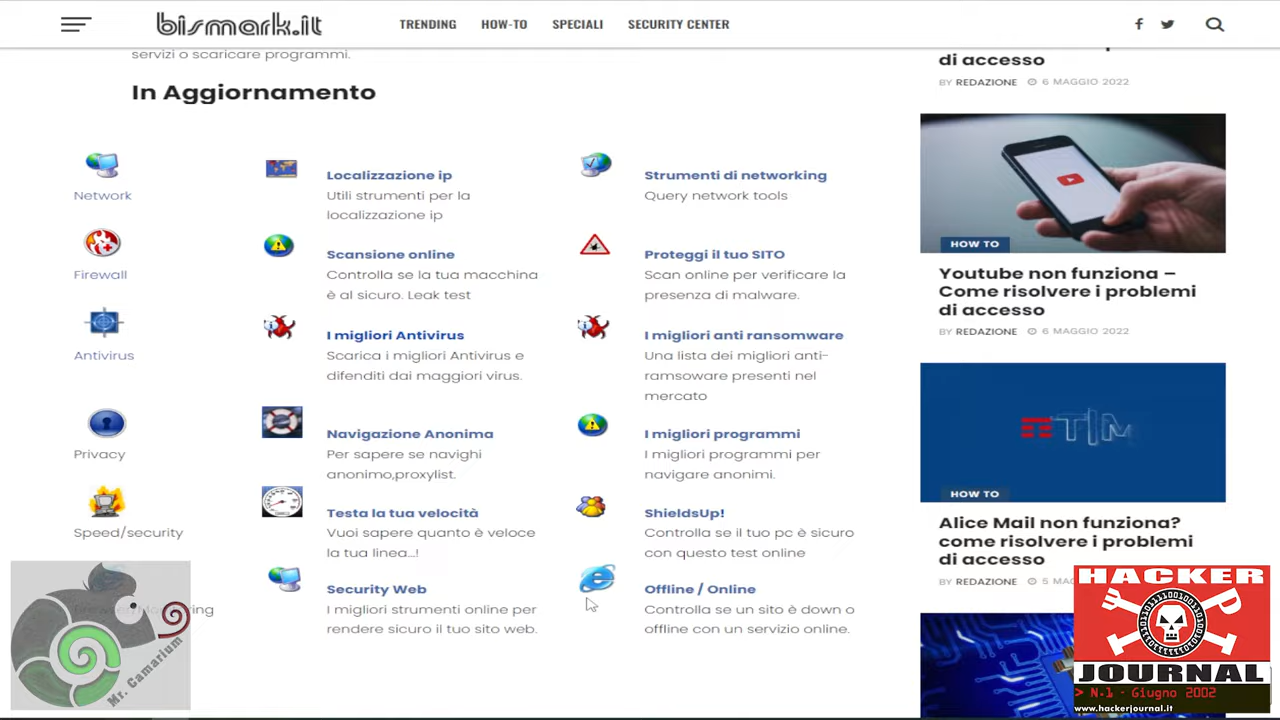 bismark.it
TRENDING
HOW-TO
SPECIALI
SECURITY CENTER
servizi o scaricare programmi.
In Aggiornamento
Network
Localizzazione ip
Utili strumenti per la
localizzazione ip
Strumenti di networking
Query network tools
Firewall
Scansione online
Controlla se la tua macchina
è al sicuro. Leak test
Proteggi il tuo SITO
Scan online per verificare la
presenza di malware.
Antivirus
I migliori Antivirus
Scarica i migliori Antivirus e
difenditi dai maggiori virus.
I migliori anti ransomware
Una lista dei migliori anti-
ramsoware presenti nel
mercato
Privacy
Navigazione Anonima
Per sapere se navighi
anonimo,proxylist.
I migliori programmi
I migliori programmi per
navigare anonimi.
Speed/security
Testa la tua velocità
Vuoi sapere quanto è veloce
la tua linea...!
ShieldsUp!
Controlla se il tuo pc è sicuro
con questo test online
Security Web
I migliori strumenti online per
rendere sicuro il tuo sito web.
Offline / Online
Controlla se un sito è down o
offline con un servizio online.
di accesso
BY REDAZIONE 6 MAGGIO 2022
HOW TO
Youtube non funziona –
Come risolvere i problemi
di accesso
BY REDAZIONE 6 MAGGIO 2022
TIM
HOW TO
Alice Mail non funziona?
come risolvere i problemi
di accesso
BY REDAZIONE 5
Mr. Camarium
HACKER
JOURNAL
> N.1 - Giugno 2002
www.hackerjournal.it